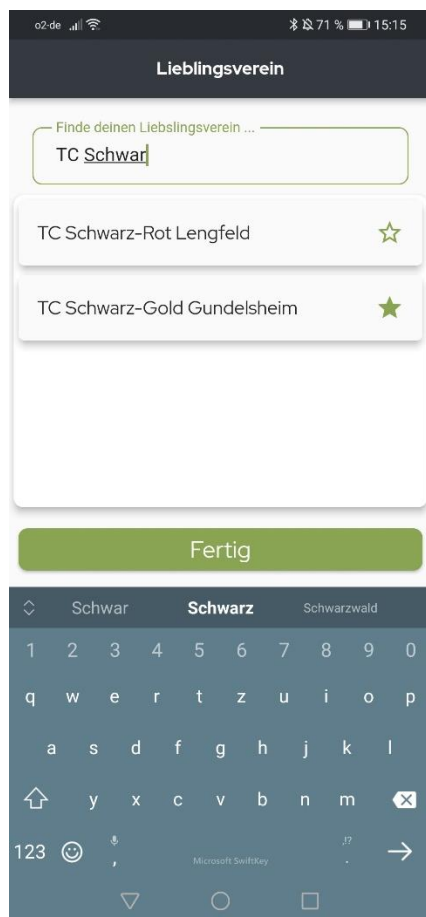 o2-de 71 % 15:15
Lieblingsverein
Finde deinen Liebslingsverein ...
TC Schwar
TC Schwarz-Rot Lengfeld
TC Schwarz-Gold Gundelsheim
Fertig
Schwar Schwarz Schwarzwald
1 2 3 4 5 6 7 8 9 0
q w e r t z u i o p
a s d f g h j k l
y x c v b n m
123 , Microsoft SwiftKey ,!? .